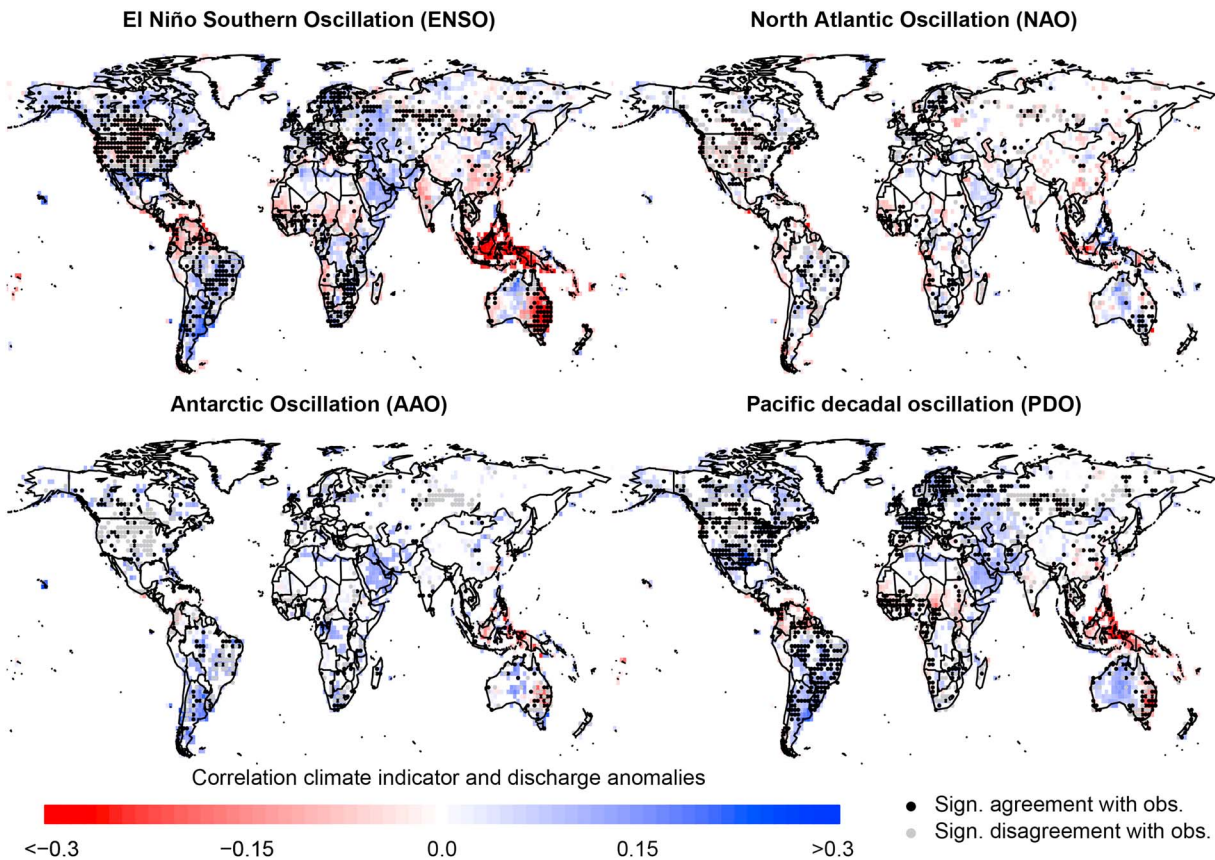 El Niño Southern Oscillation (ENSO)
North Atlantic Oscillation (NAO)
Antarctic Oscillation (AAO)
Pacific decadal oscillation (PDO)
Correlation climate indicator and discharge anomalies
<−0.3 −0.15 0.0 0.15 >0.3
Sign. agreement with obs.
Sign. disagreement with obs.